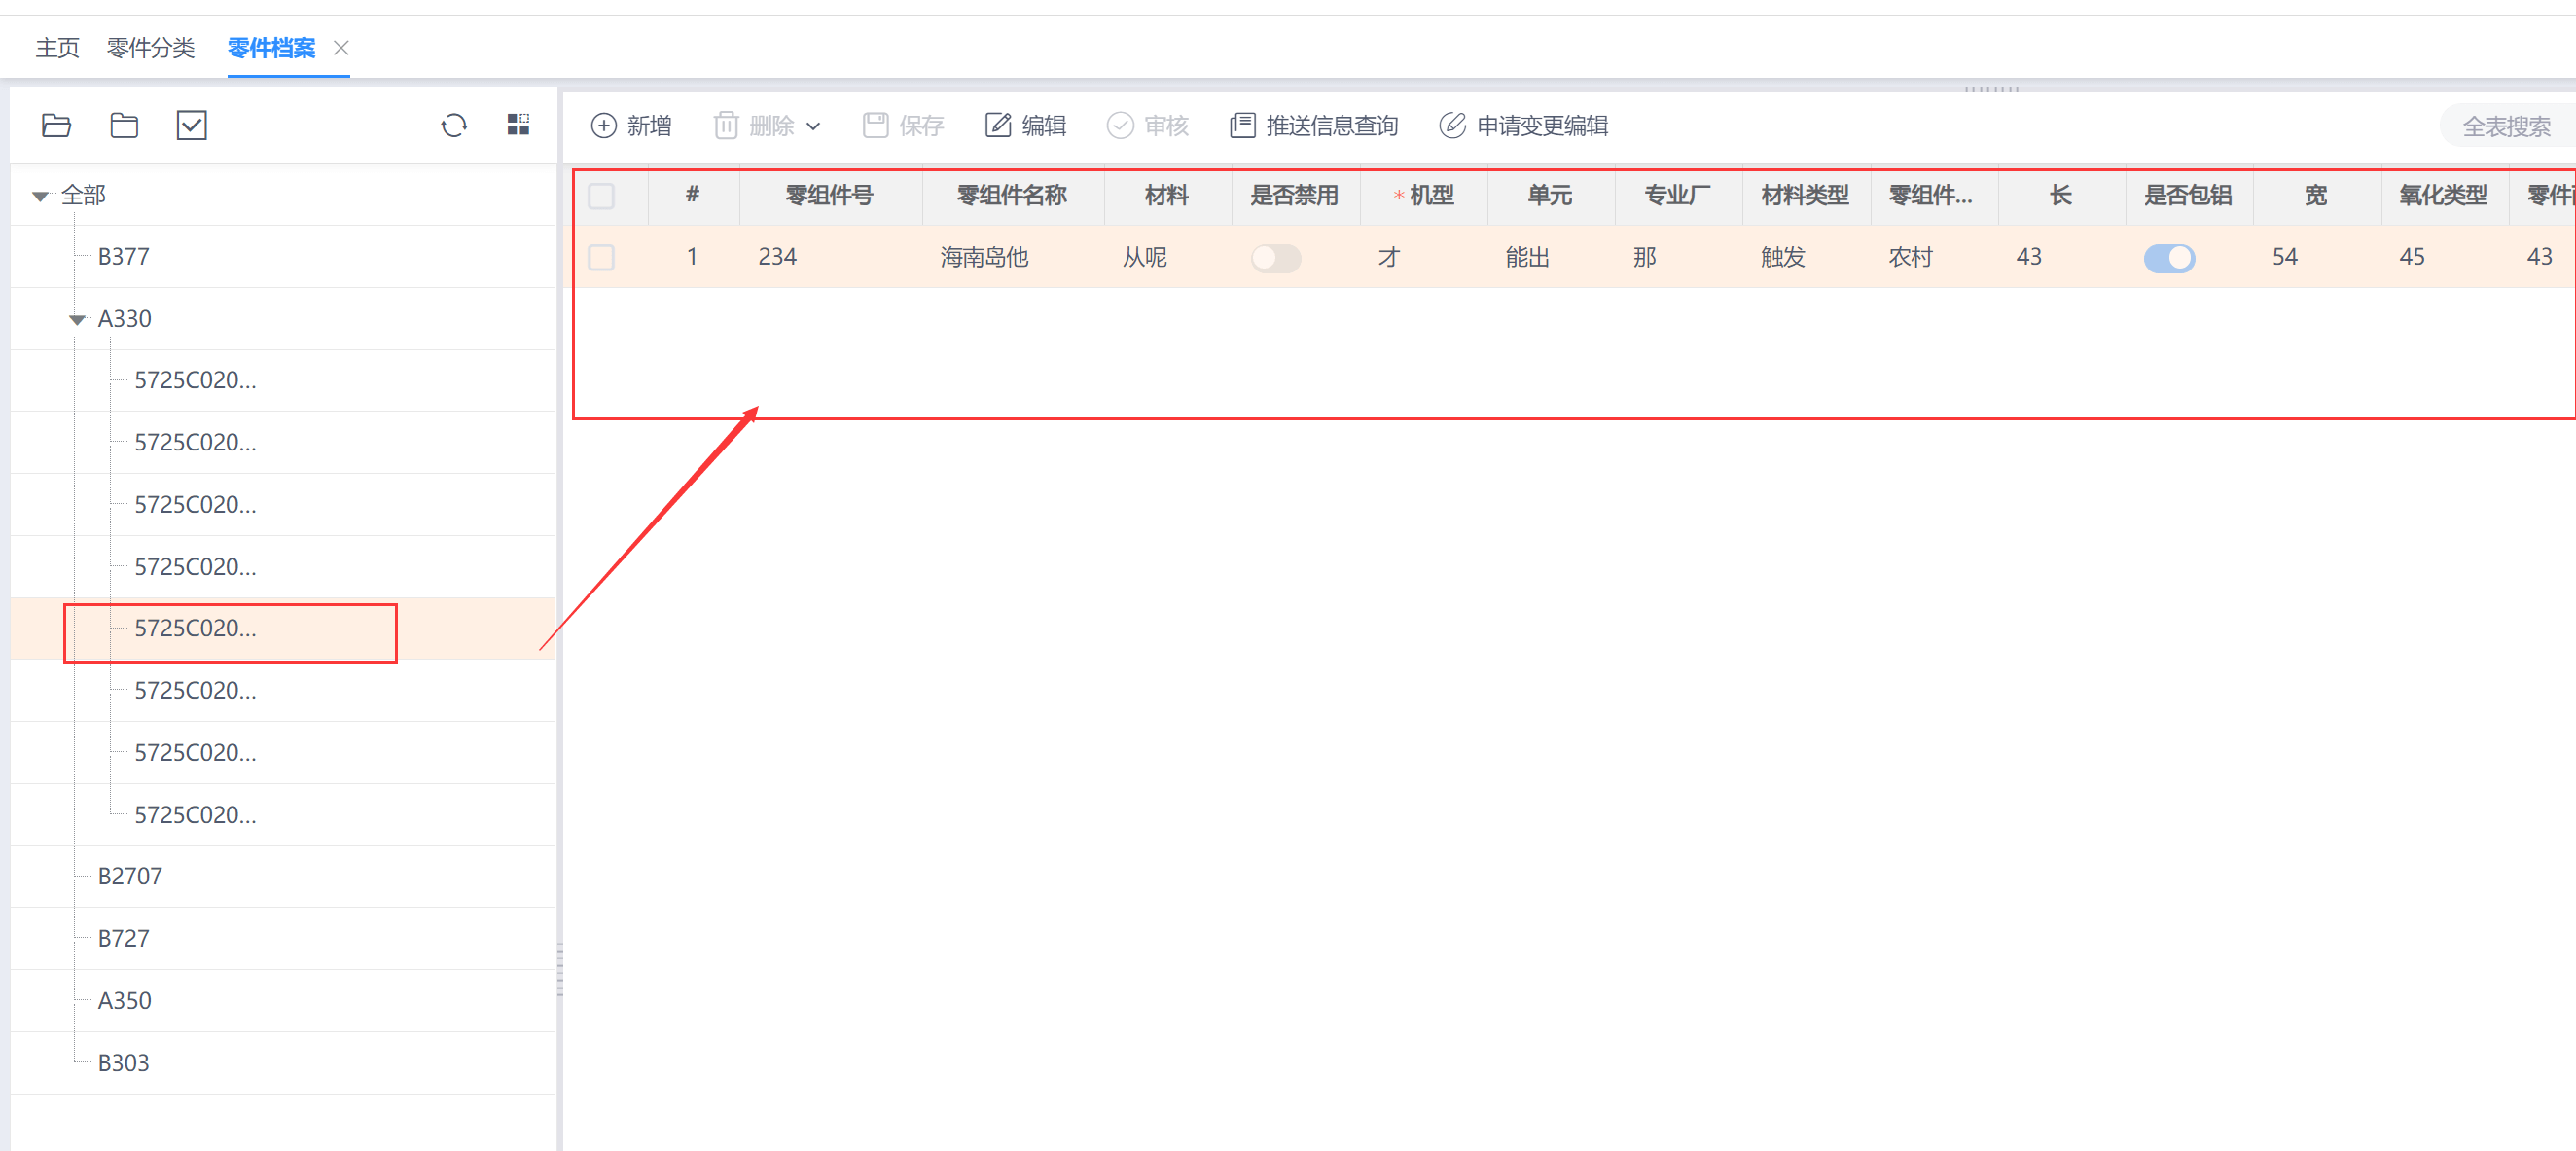 主页 零件分类 零件档案
新增 删除 保存 编辑 审核 推送信息查询 申请变更编辑 全表搜索
全部
B377
A330
5725C020...
5725C020...
5725C020...
5725C020...
5725C020...
5725C020...
5725C020...
5725C020...
B2707
B727
A350
B303
# 零组件号 零组件名称 材料 是否禁用 *机型 单元 专业厂 材料类型 零组件... 长 是否包铝 宽 氧化类型 零件
1 234 海南岛他 从呢 才 能出 那 触发 农村 43 54 45 43